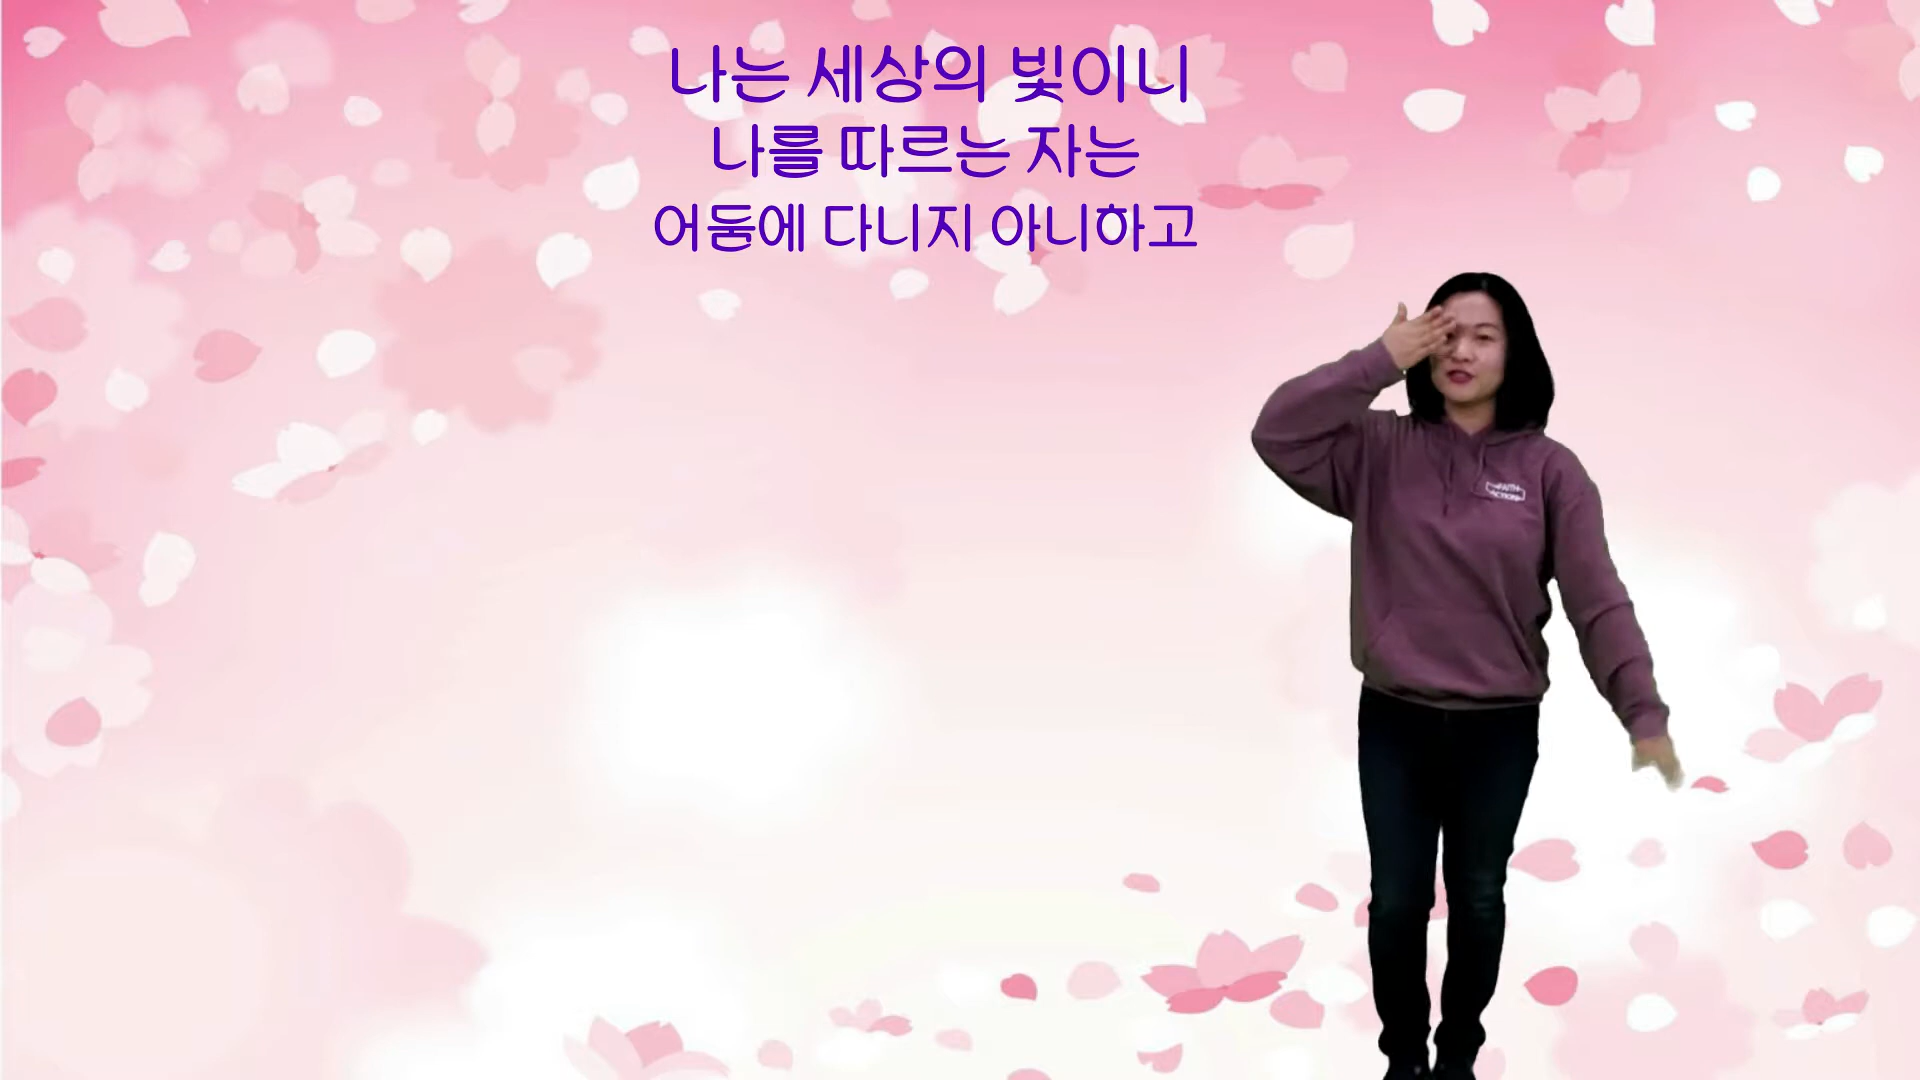 나는 세상의 빛이니
나를 따르는 자는
어둠에 다니지 아니하고